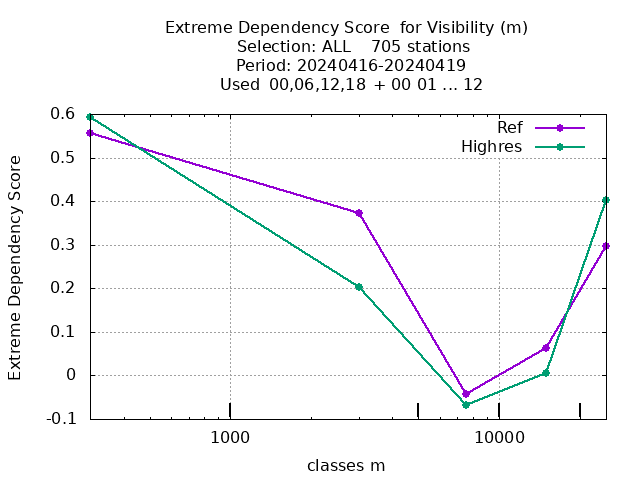 Extreme Dependency Score  for Visibility (m)
Selection: ALL    705 stations
Period: 20240416-20240419
Used  00,06,12,18  + 00 01 ... 12
Ref
Highres
Extreme Dependency Score
0.6
0.5
0.4
0.3
0.2
0.1
0
-0.1
1000
10000
classes m